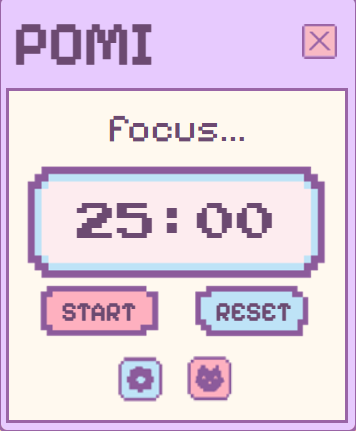 POMI
focus...
25:00
START
RESET